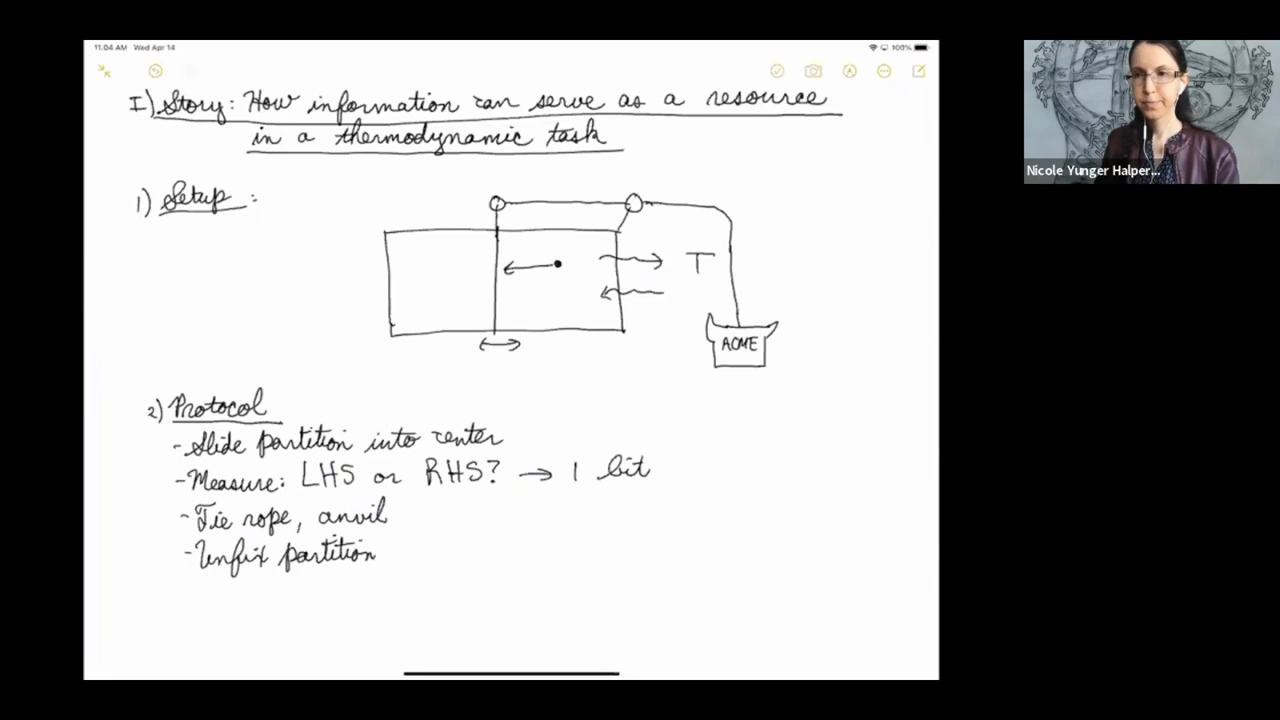 11:04 AM Wed Apr 14
100%
I) Story: How information can serve as a resource
in a thermodynamic task
1) Setup:
T
ACME
2) Protocol
- Slide partition into center
- Measure: LHS or RHS? → 1 bit
- Tie rope, anvil
- Unfix partition
Nicole Yunger Halper...